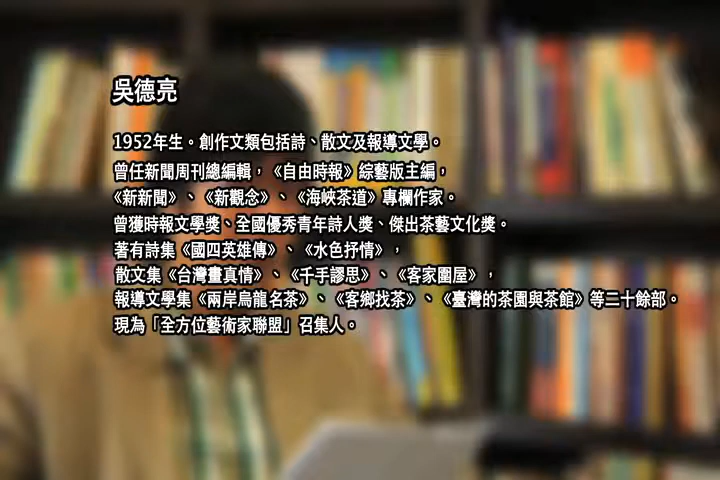 吳德亮
1952年生。創作文類包括詩、散文及報導文學。
曾任新聞周刊總編輯，《自由時報》綜藝版主編，
《新新聞》、《新觀念》、《海峽茶道》專欄作家。
曾獲時報文學獎、全國優秀青年詩人獎、傑出茶藝文化獎。
著有詩集《國四英雄傳》、《水色抒情》，
散文集《台灣畫真情》、《千手謬思》、《客家圍屋》，
報導文學集《兩岸烏龍名茶》、《客鄉找茶》、《臺灣的茶園與茶館》等二十餘部。
現為「全方位藝術家聯盟」召集人。